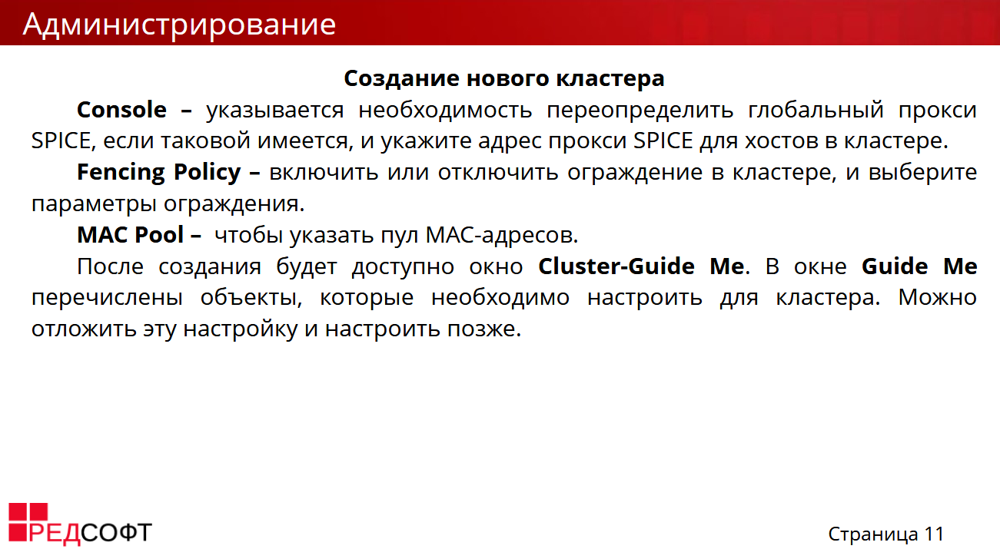 Администрирование
Создание нового кластера
Console – указывается необходимость переопределить глобальный прокси
SPICE, если таковой имеется, и укажите адрес прокси SPICE для хостов в кластере.
Fencing Policy – включить или отключить ограждение в кластере, и выберите
параметры ограждения.
MAC Pool – чтобы указать пул MAC-адресов.
После создания будет доступно окно Cluster-Guide Me. В окне Guide Me
перечислены объекты, которые необходимо настроить для кластера. Можно
отложить эту настройку и настроить позже.
РЕДСОФТ
Страница 11